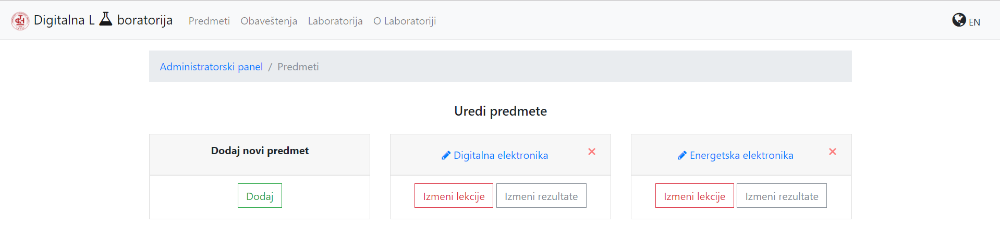 Digitalna L boratorija Predmeti Obaveštenja Laboratorija O Laboratoriji EN
Administratorski panel / Predmeti
Uredi predmete
Dodaj novi predmet
Dodaj
Digitalna elektronika
Izmeni lekcije Izmeni rezultate
Energetska elektronika
Izmeni lekcije Izmeni rezultate